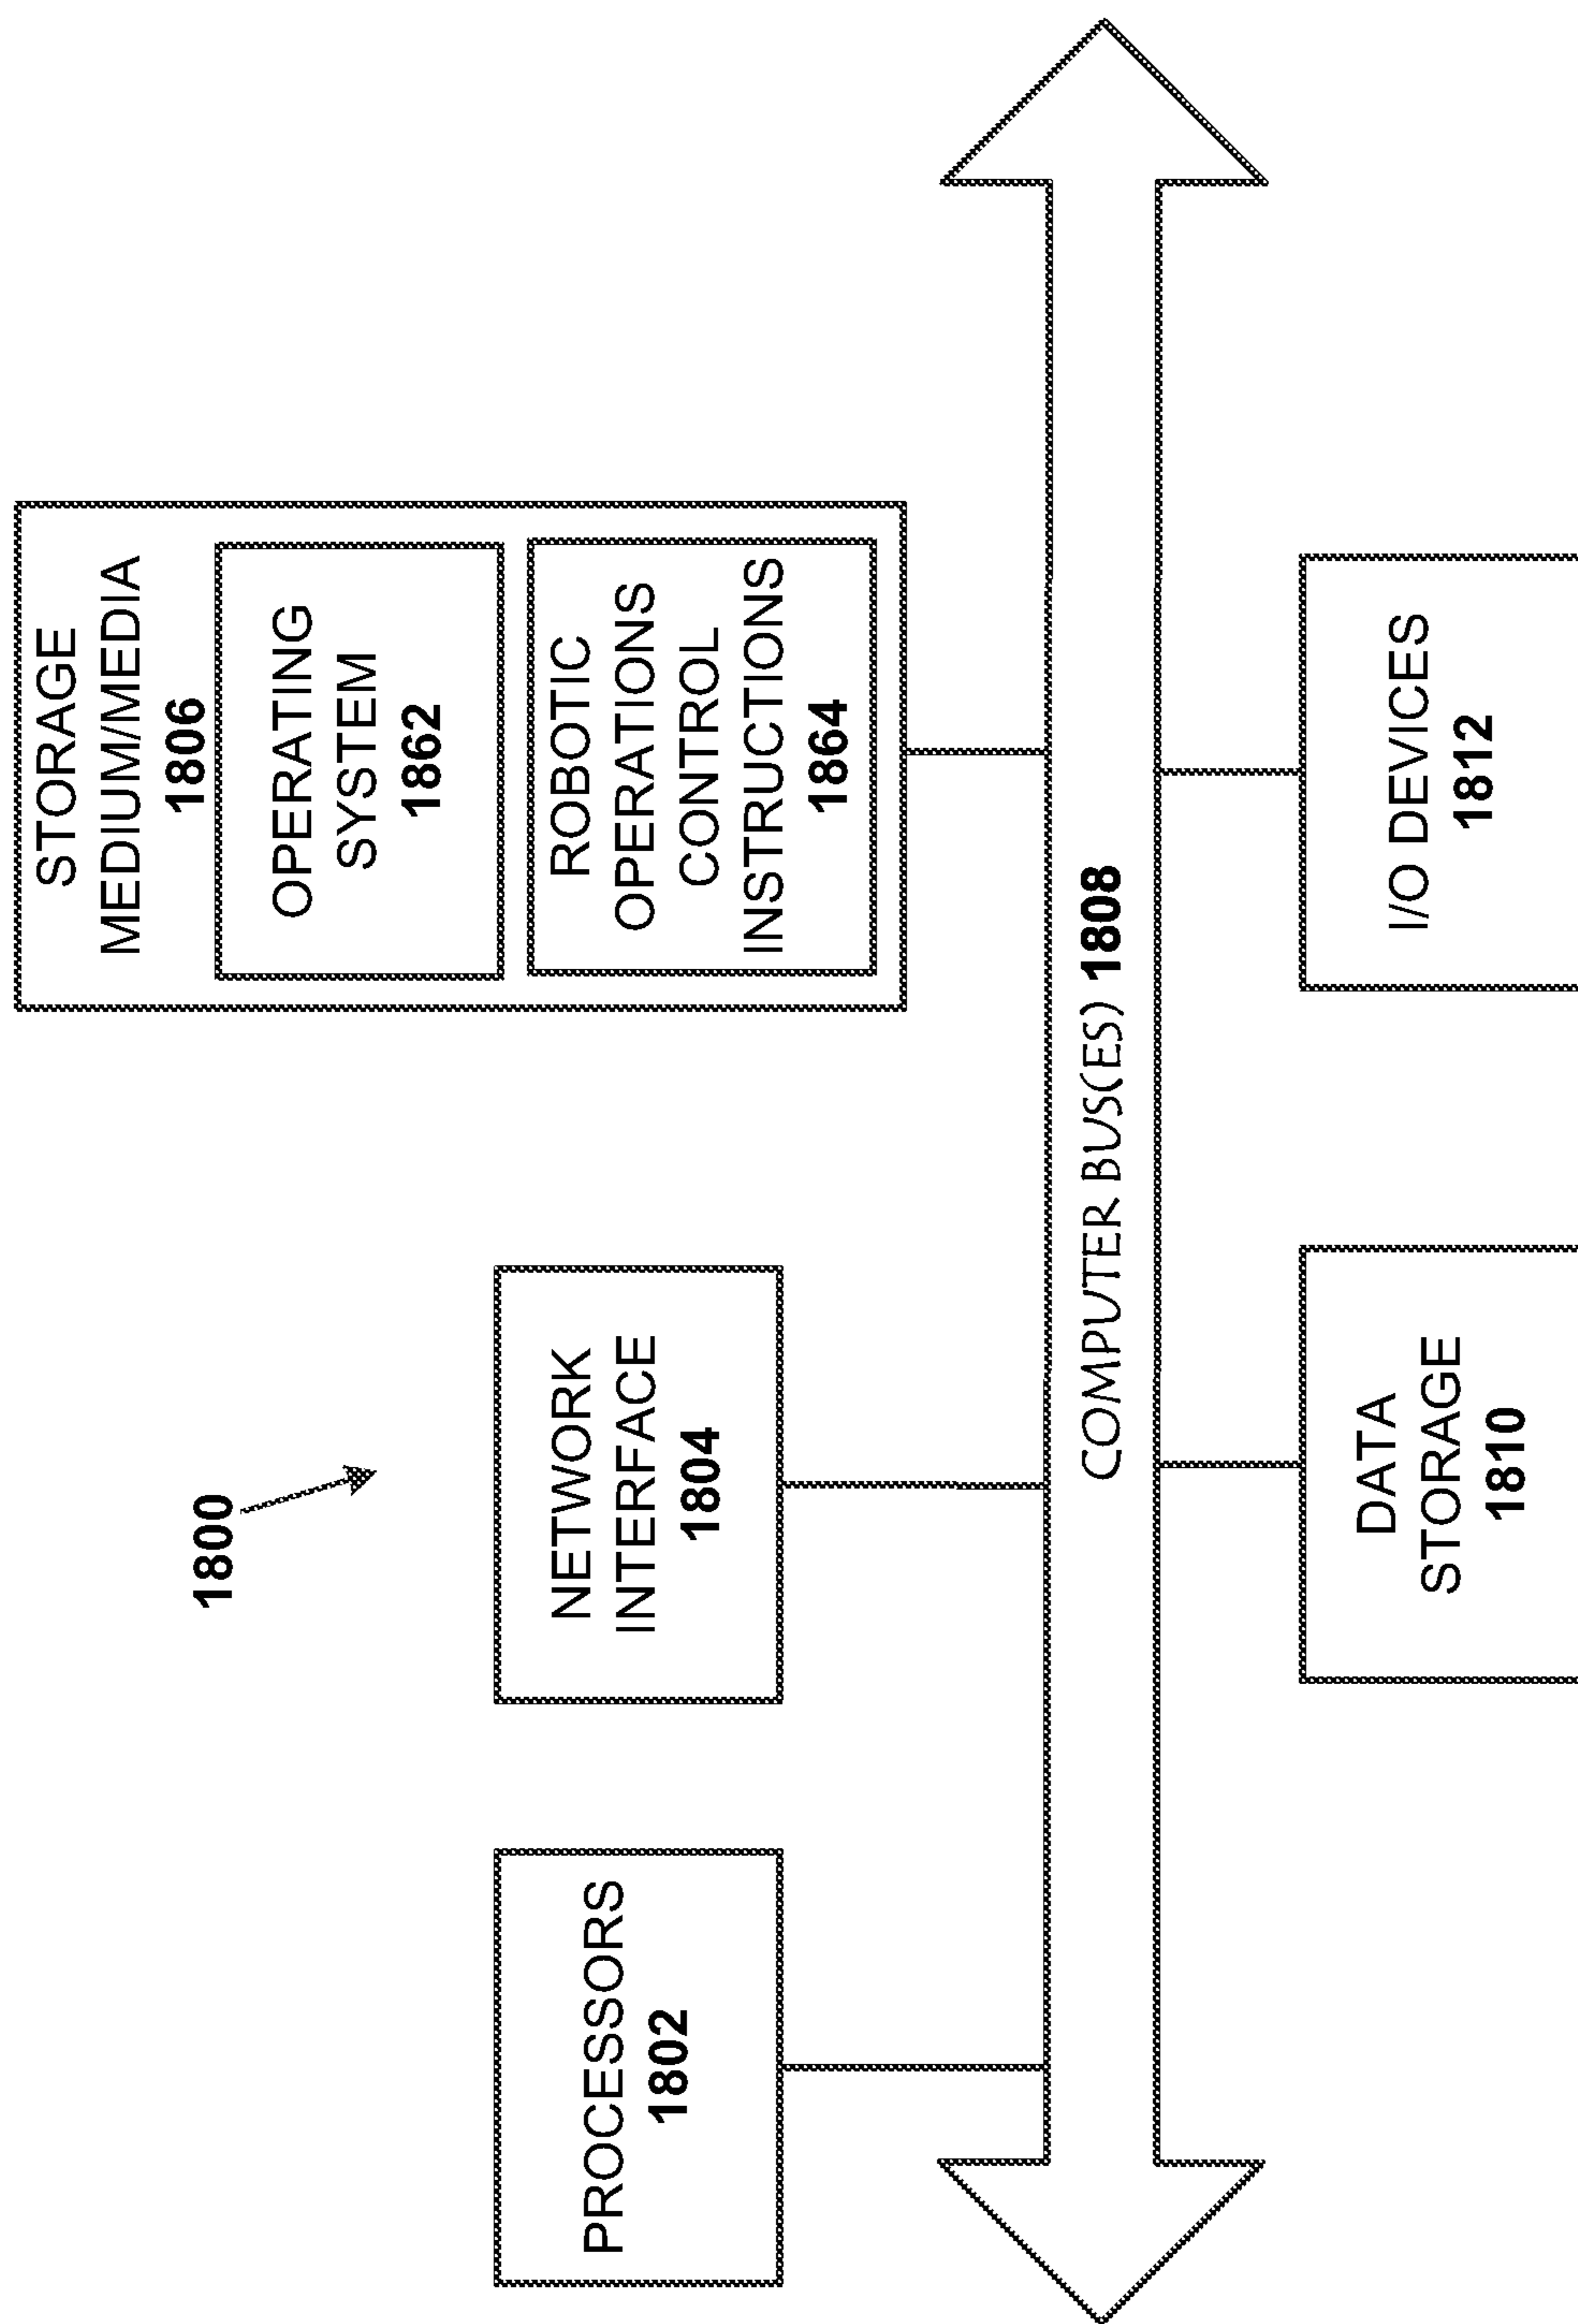 1800
PROCESSORS
1802
NETWORK
INTERFACE
1804
STORAGE
MEDIUM/MEDIA
1806
OPERATING
SYSTEM
1862
ROBOTIC
OPERATIONS
CONTROL
INSTRUCTIONS
1864
COMPUTER BUS(ES) 1808
DATA
STORAGE
1810
I/O DEVICES
1812